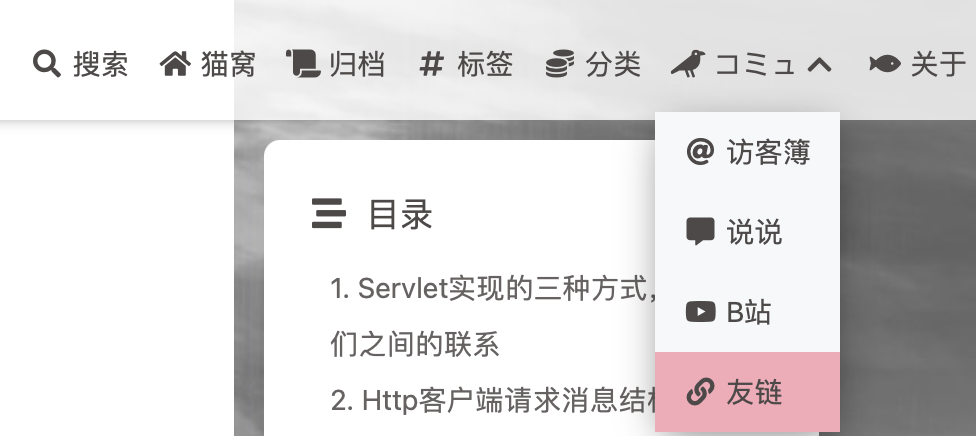 搜索 猫窝 归档 标签 分类 コミュ 关于
访客簿
说说
B站
友链
目录
1. Servlet实现的三种方式,
们之间的联系
2. Http客户端请求消息结